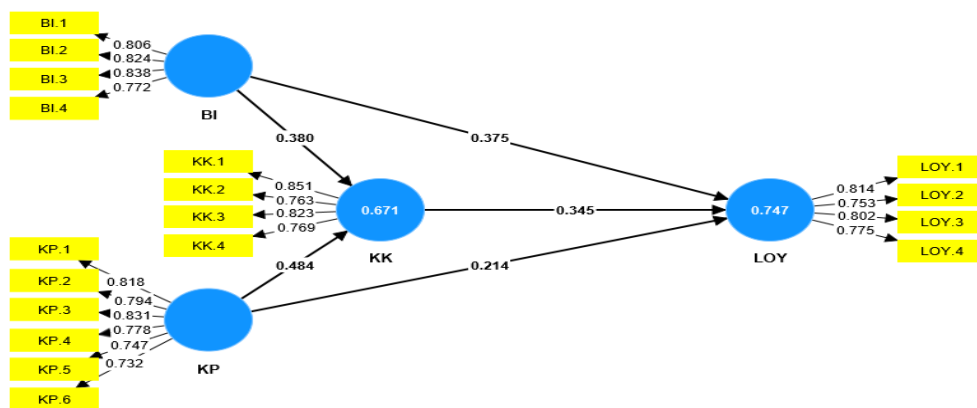 BI.1
BI.2
BI.3
BI.4
0.806
0.824
0.838
0.772
BI
0.380
0.375
KK.1
KK.2
KK.3
KK.4
0.851
0.763
0.823
0.769
0.671
KK
0.345
0.747
LOY
0.814
0.753
0.802
0.775
LOY.1
LOY.2
LOY.3
LOY.4
KP.1
KP.2
KP.3
KP.4
KP.5
KP.6
0.818
0.794
0.831
0.778
0.747
0.732
KP
0.484
0.214